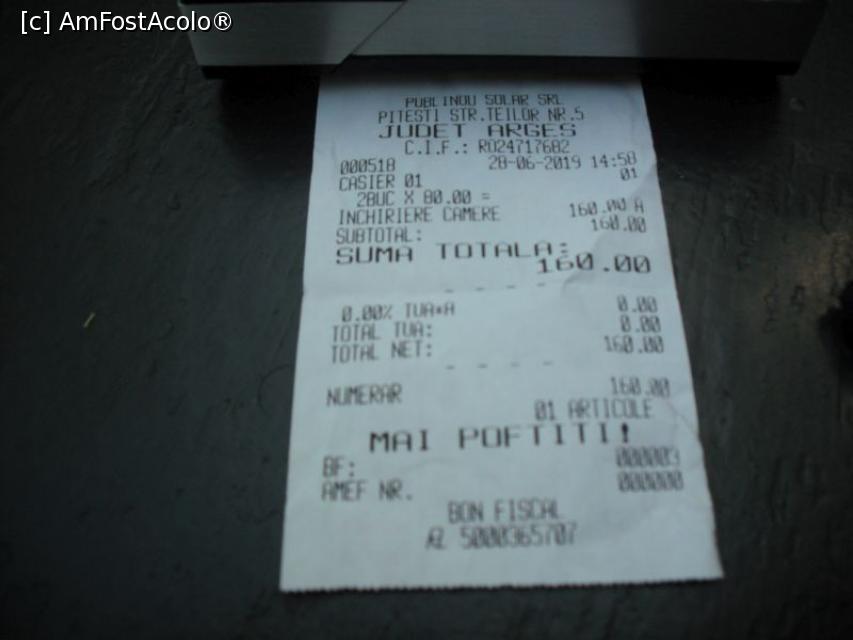 [c] AmFostAcolo®
PUBLINOU SOLAR SRL
PITESTI STR.TEILOR NR.5
JUDET ARGES
C.I.F.: RO24717682
000518 28-06-2019 14:58
CASIER 01 01
2BUC X 80.00 =
INCHIRIERE CAMERE 160.00 A
SUBTOTAL: 160.00
SUMA TOTALA:
160.00
- - - -
0.00% TUA*A 0.00
TOTAL TUA: 0.00
TOTAL NET: 160.00
- - - -
NUMERAR 160.00
01 ARTICOLE
MAI POFTITI!
BF: 000003
AMEF NR. 000000
BON FISCAL
5000365707